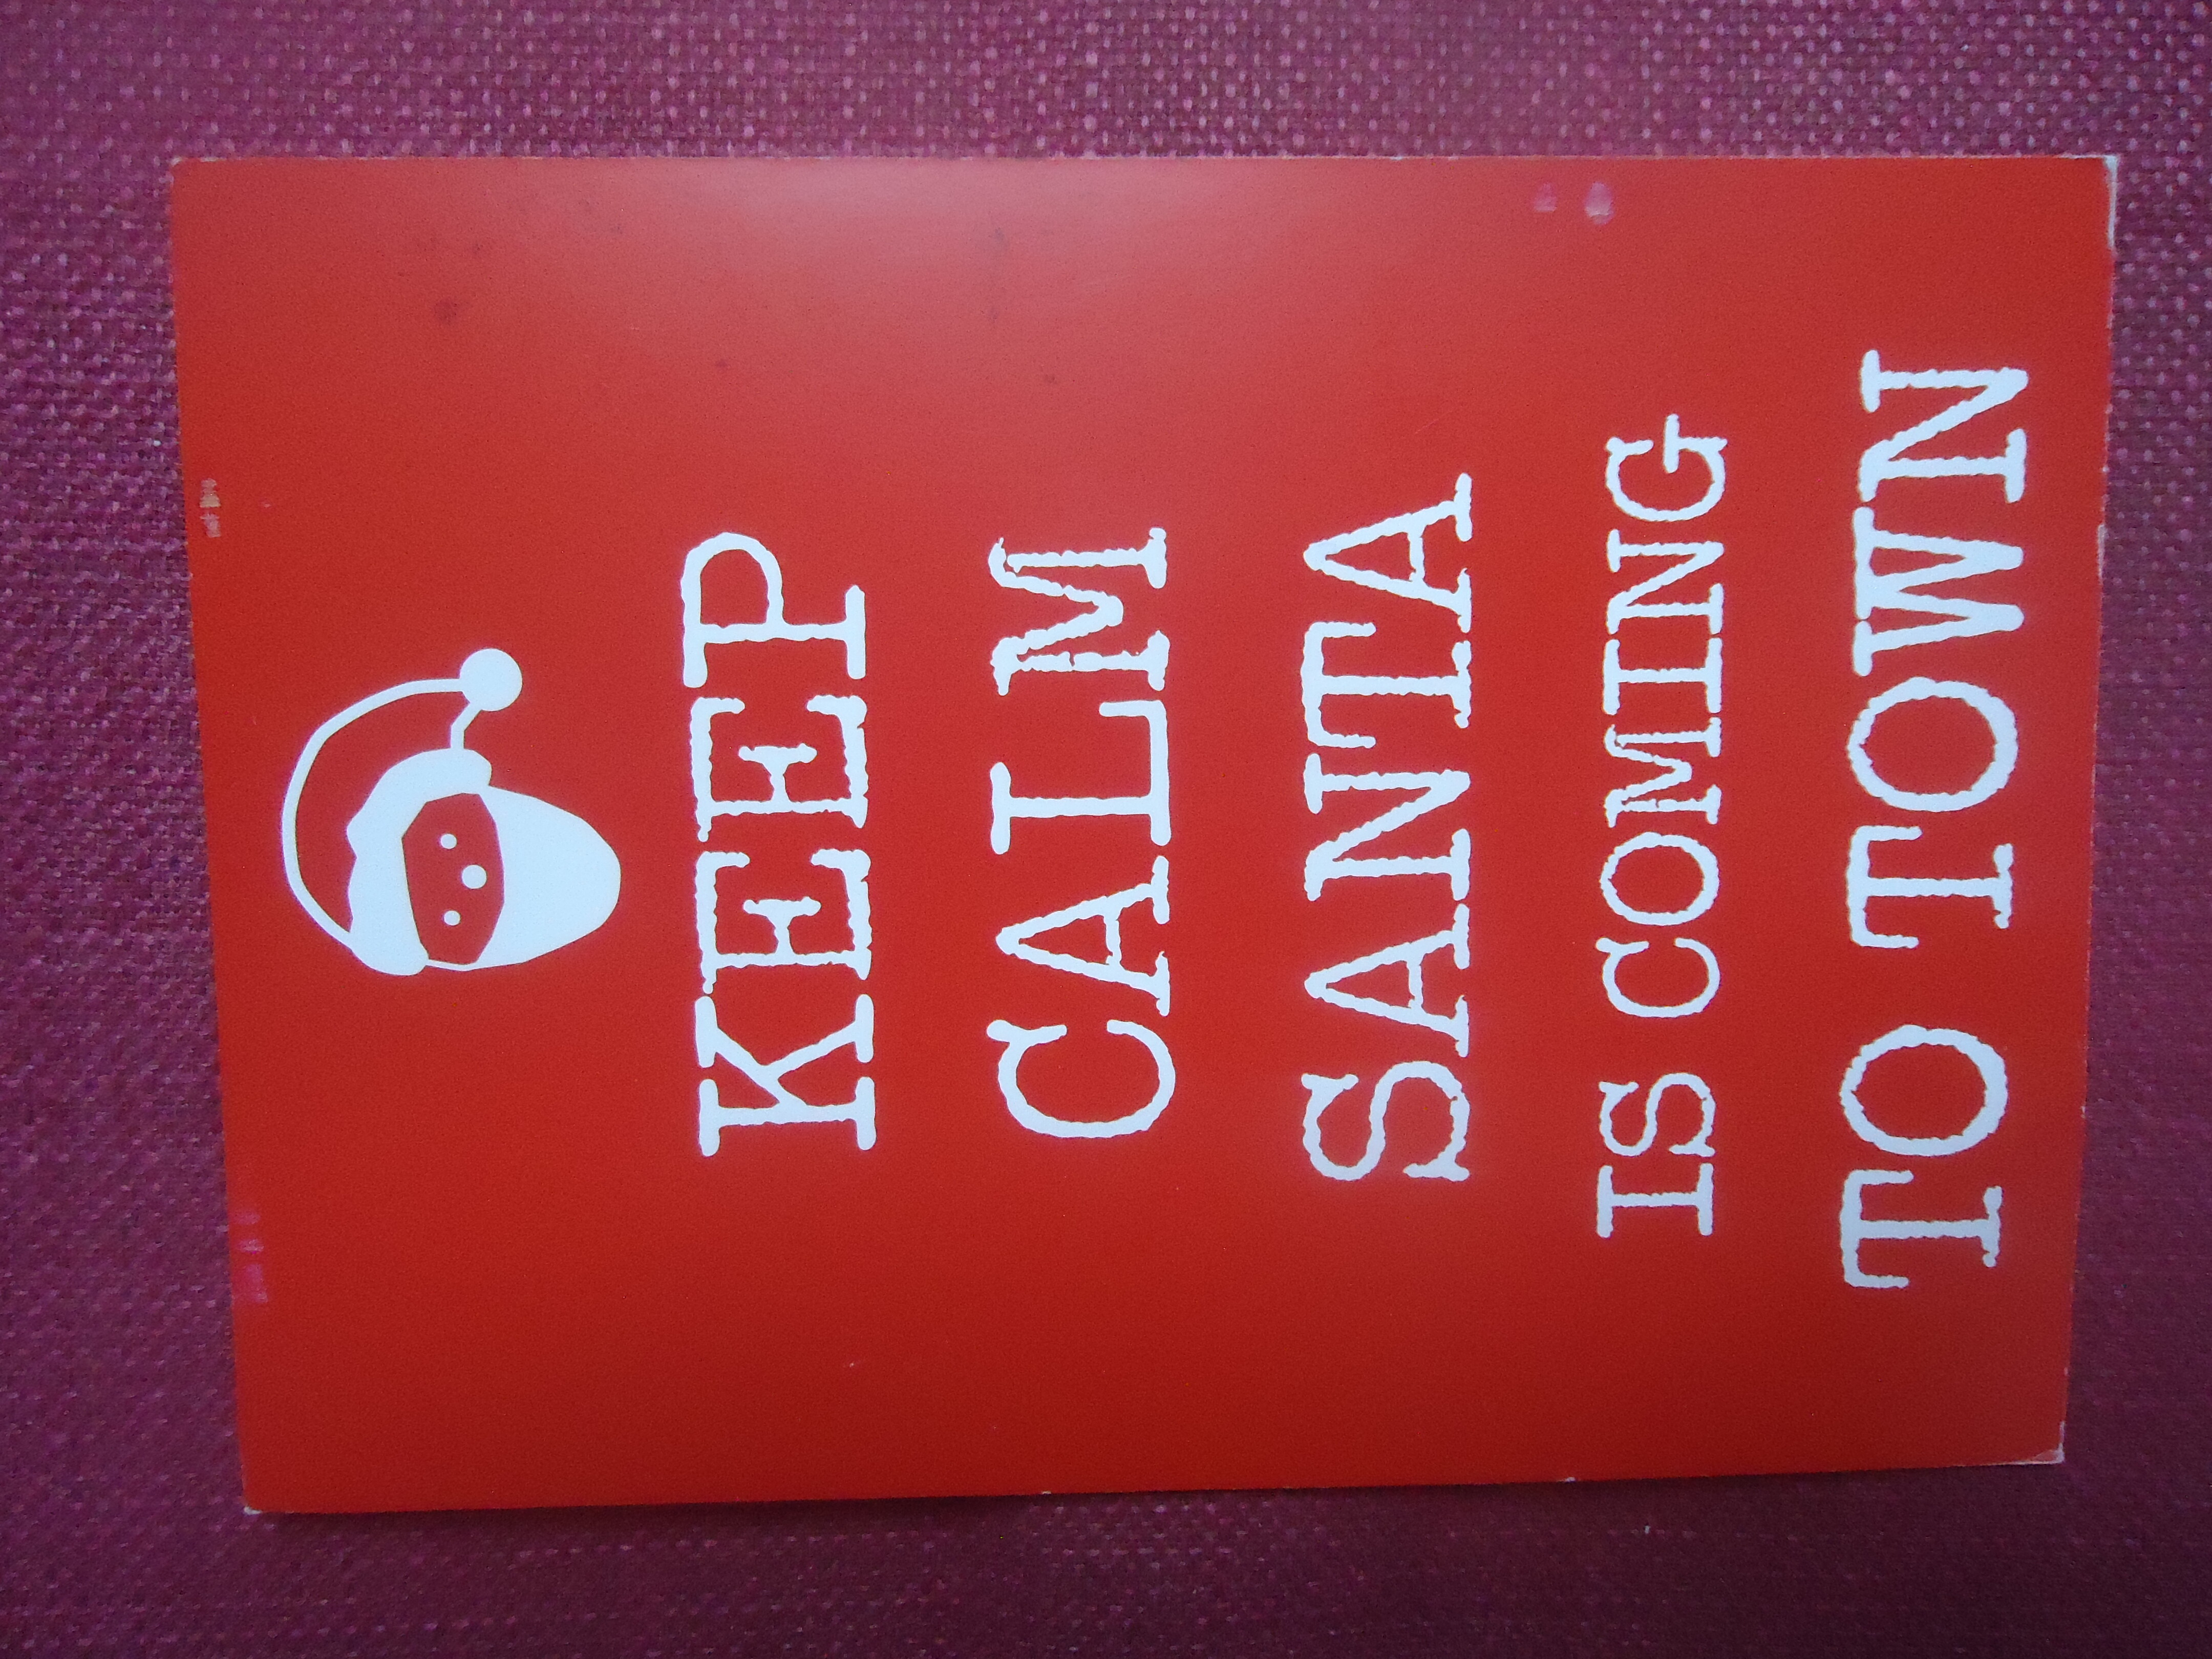 KEEP
CALM
SANTA
IS COMING
TO TOWN